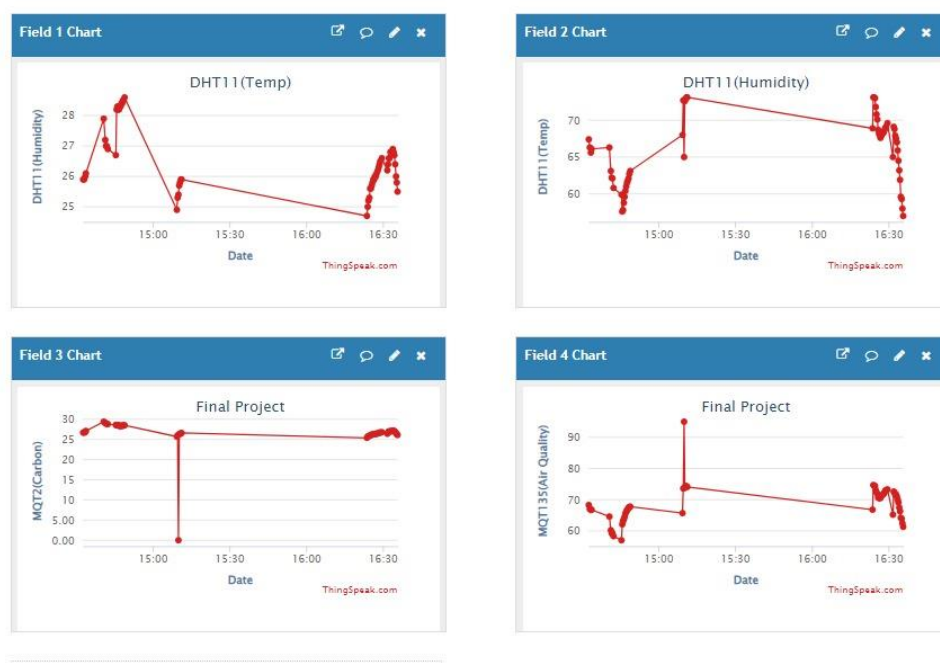 Field 1 Chart
DHT11(Temp)
DHT11(Humidity)
28
27
26
25
15:00 15:30 16:00 16:30
Date
ThingSpeak.com
Field 2 Chart
DHT11(Humidity)
DHT11(Temp)
70
65
60
15:00 15:30 16:00 16:30
Date
ThingSpeak.com
Field 3 Chart
Final Project
MQT2(Carbon)
30
25
20
15
10
5.00
0.00
15:00 15:30 16:00 16:30
Date
ThingSpeak.com
Field 4 Chart
Final Project
MQT135(Air Quality)
90
80
70
60
15:00 15:30 16:00 16:30
Date
ThingSpeak.com